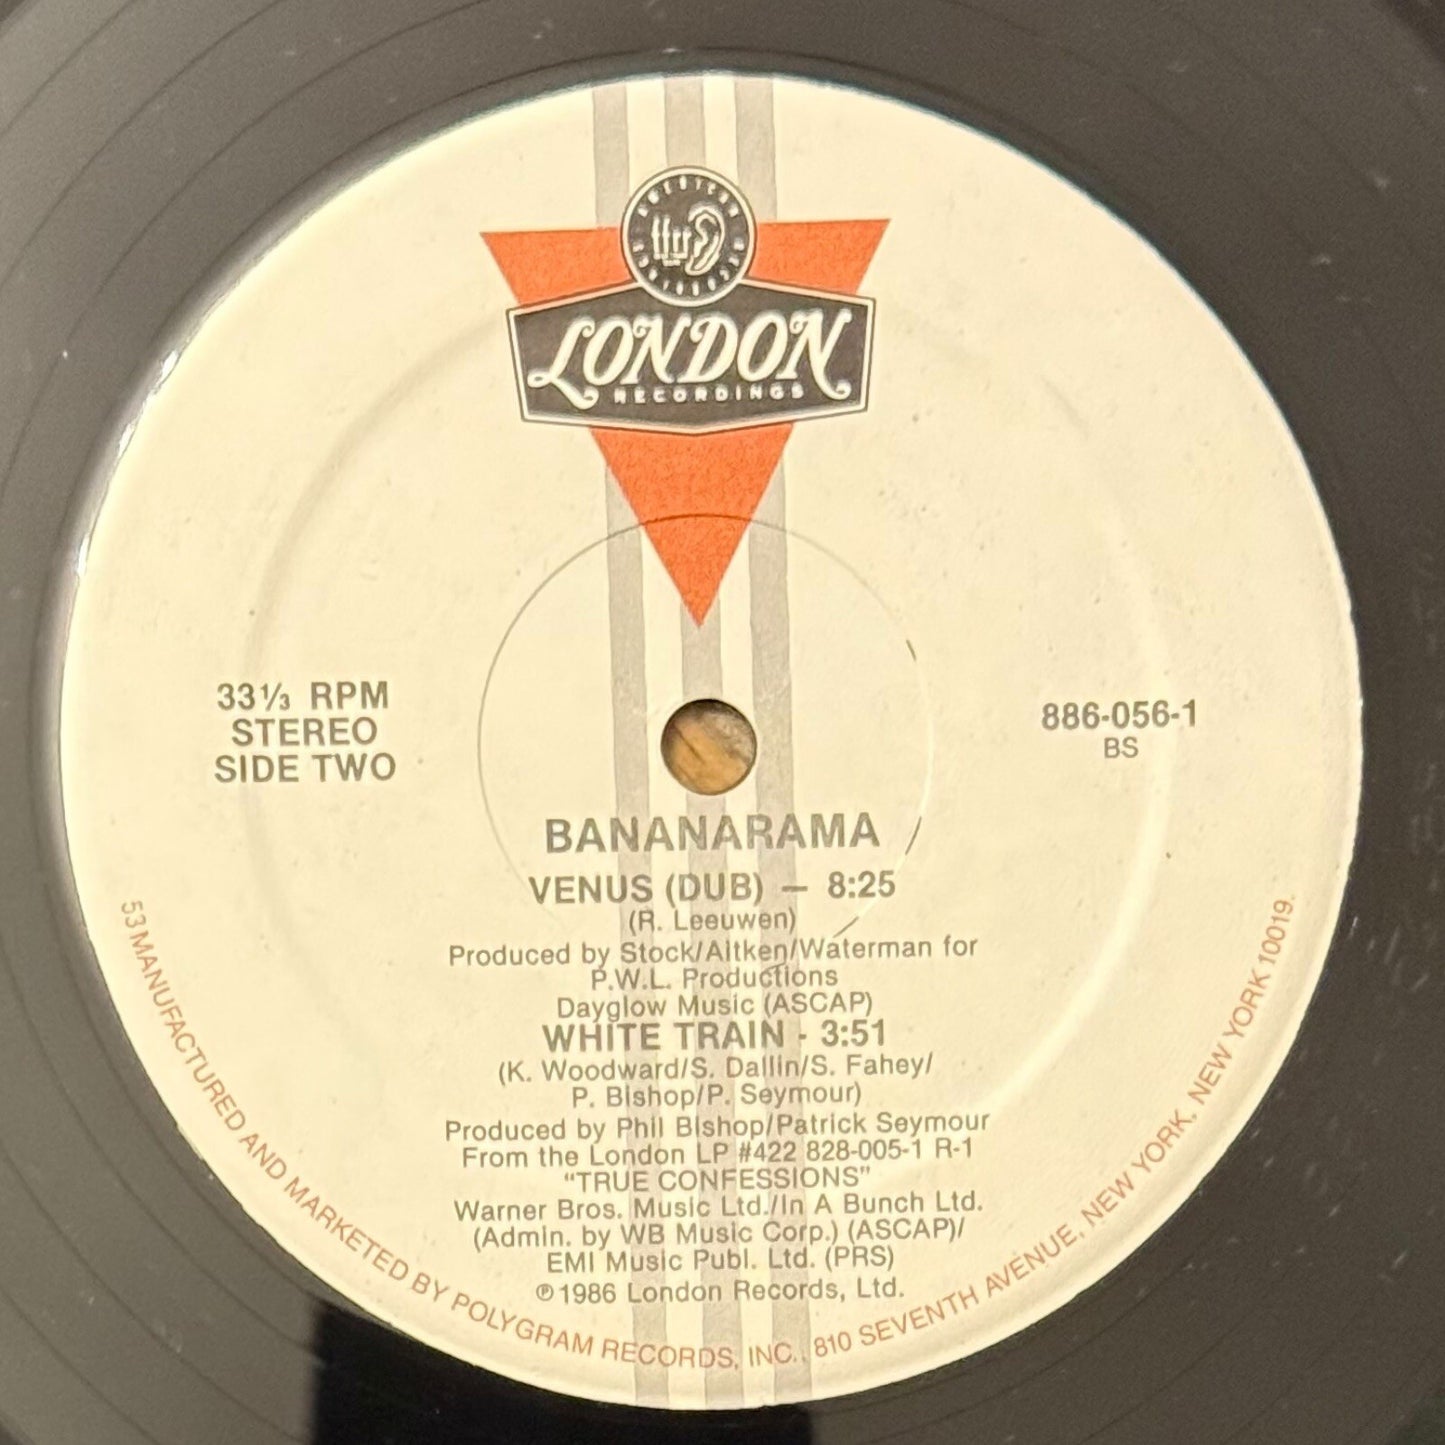 AMERICAN
RECORDINGS
LONDON
RECORDINGS
33⅓ RPM
STEREO
SIDE TWO
886-056-1
BS
BANANARAMA
VENUS (DUB) — 8:25
(R. Leeuwen)
Produced by Stock/Aitken/Waterman for
P.W.L. Productions
Dayglow Music (ASCAP)
WHITE TRAIN - 3:51
(K. Woodward/S. Dallin/S. Fahey/
P. Bishop/P. Seymour)
Produced by Phil Bishop/Patrick Seymour
From the London LP #422 828-005-1 R-1
“TRUE CONFESSIONS”
Warner Bros. Music Ltd./In A Bunch Ltd.
(Admin. by WB Music Corp.) (ASCAP)/
EMI Music Publ. Ltd. (PRS)
℗1986 London Records, Ltd.
53 MANUFACTURED AND MARKETED BY POLYGRAM RECORDS, INC., 810 SEVENTH AVENUE, NEW YORK, NEW YORK 10019.